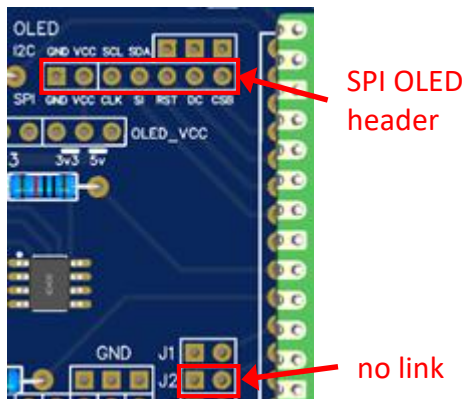 OLED
I2C GND VCC SCL SDA
SPI GND VCC CLK SI RST DC CSB
SPI OLED
header
OLED_VCC
3 3v3 5v
GND J1
J2
no link